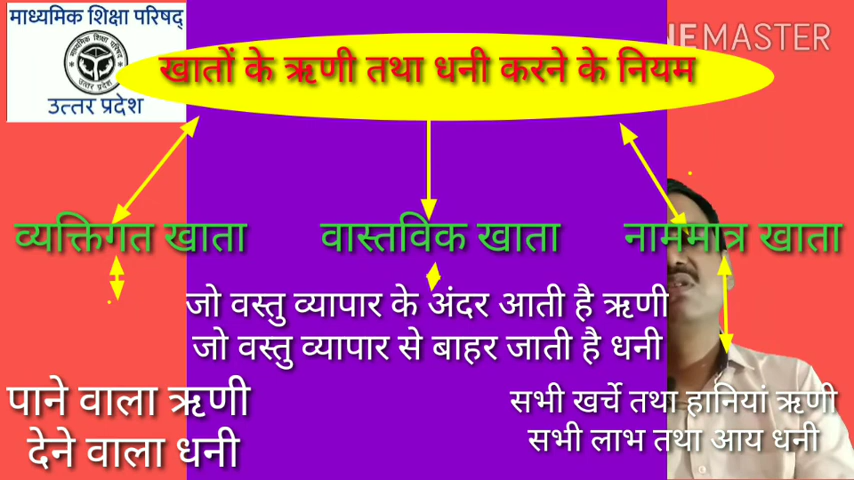 माध्यमिक शिक्षा परिषद्
उत्तर प्रदेश
NEMASTER
खातों के ऋणी तथा धनी करने के नियम
व्यक्तिगत खाता
वास्तविक खाता
नाममात्र खाता
जो वस्तु व्यापार के अंदर आती है ऋणी
जो वस्तु व्यापार से बाहर जाती है धनी
पाने वाला ऋणी
देने वाला धनी
सभी खर्चे तथा हानियां ऋणी
सभी लाभ तथा आय धनी